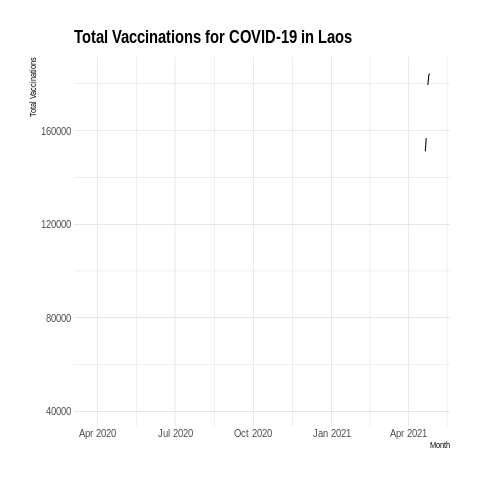 Total Vaccinations for COVID-19 in Laos
Total Vaccinations
160000
120000
80000
40000
Apr 2020 Jul 2020 Oct 2020 Jan 2021 Apr 2021
Month